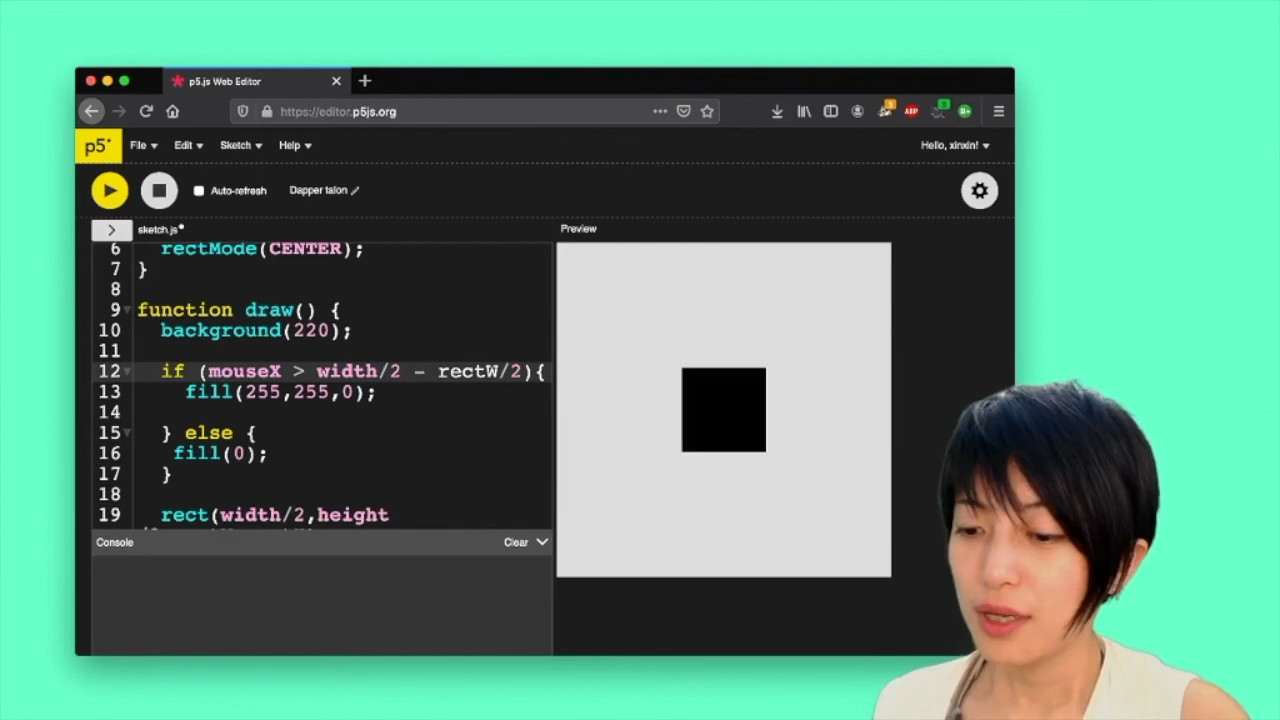 p5.js Web Editor
https://editor.p5js.org
ABP
p5*
File
Edit
Sketch
Help
Hello, xinxin!
Auto-refresh
Dapper talon
sketch.js
Preview
6 rectMode(CENTER);
7 }
8
9 function draw() {
10 background(220);
11
12 if (mouseX > width/2 - rectW/2){
13 fill(255,255,0);
14
15 } else {
16 fill(0);
17 }
18
19 rect(width/2,height
Console
Clear